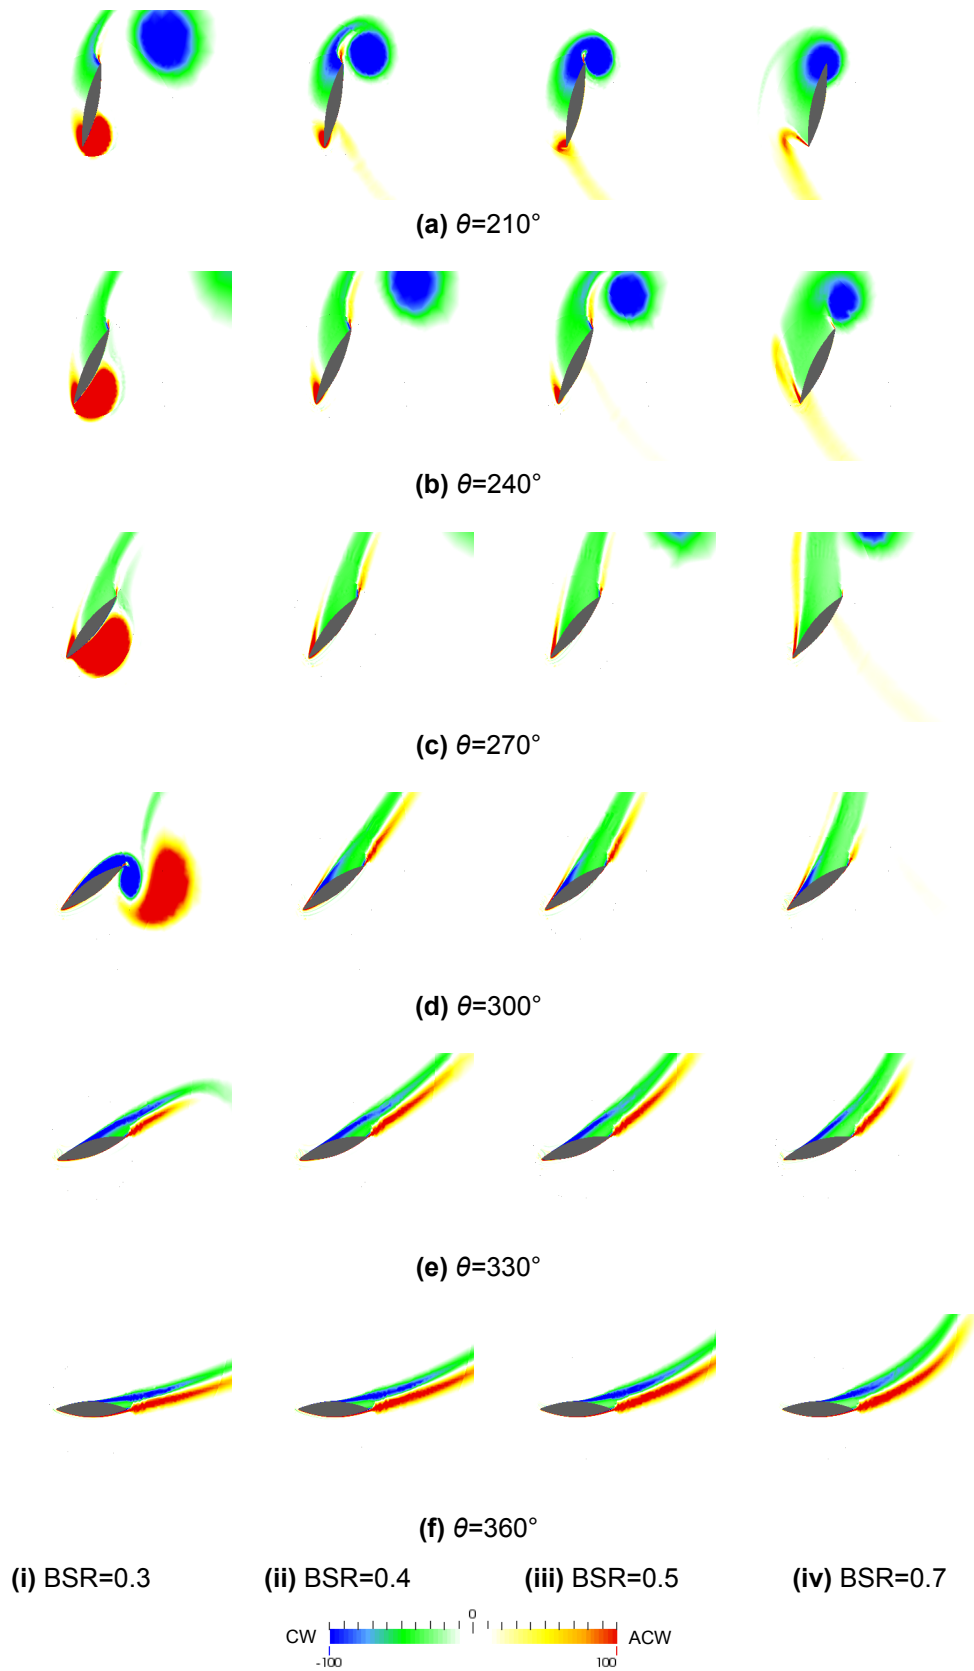 (a) θ=210°
(b) θ=240°
(c) θ=270°
(d) θ=300°
(e) θ=330°
(f) θ=360°
(i) BSR=0.3 (ii) BSR=0.4 (iii) BSR=0.5 (iv) BSR=0.7
0
CW ACW
-100 100